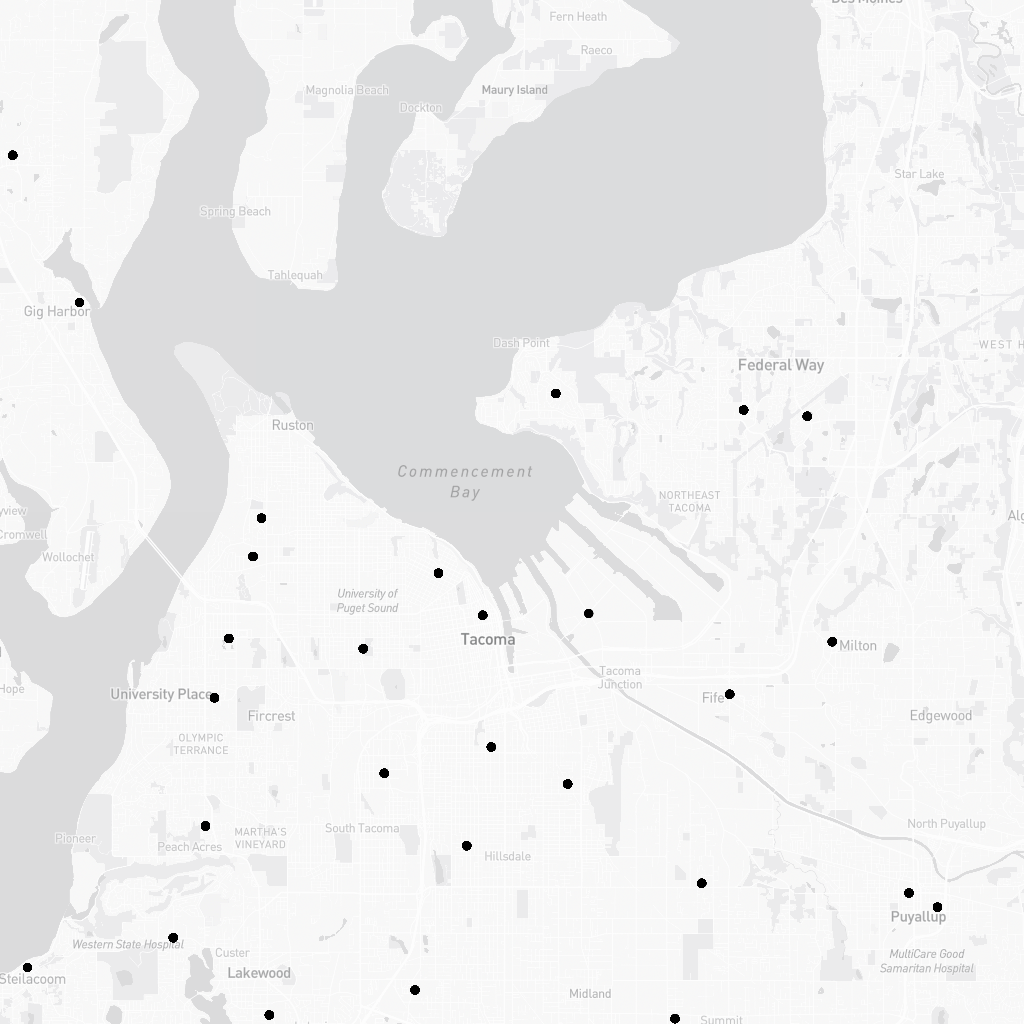 Des Moines
Fern Heath
Raeco
Magnolia Beach
Maury Island
Dockton
Star Lake
Spring Beach
Tahlequah
Gig Harbor
Dash Point
WEST H
Federal Way
Ruston
Commencement
Bay
NORTHEAST
TACOMA
yview
Cromwell
Alg
Wollochet
University of
Puget Sound
Tacoma
Milton
Tacoma
Junction
Hope
University Place
Fife
Fircrest
Edgewood
OLYMPIC
TERRANCE
North Puyallup
South Tacoma
MARTHA'S
VINEYARD
Pioneer
Peach Acres
Hillsdale
Puyallup
Western State Hospital
Custer
MultiCare Good
Samaritan Hospital
Lakewood
Steilacoom
Midland
Summit